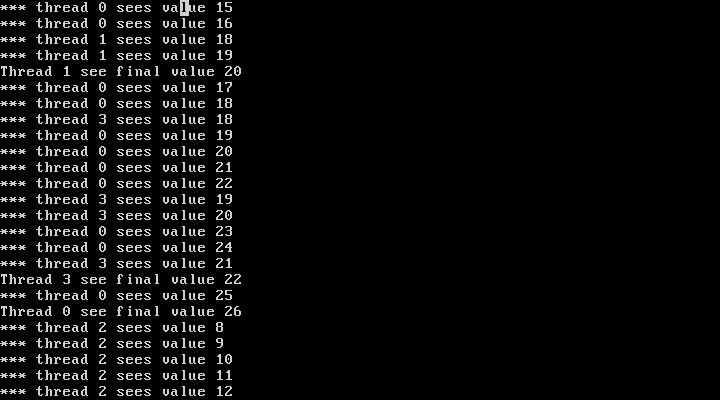 *** thread 0 sees value 15
*** thread 0 sees value 16
*** thread 1 sees value 18
*** thread 1 sees value 19
Thread 1 see final value 20
*** thread 0 sees value 17
*** thread 0 sees value 18
*** thread 3 sees value 18
*** thread 0 sees value 19
*** thread 0 sees value 20
*** thread 0 sees value 21
*** thread 0 sees value 22
*** thread 3 sees value 19
*** thread 3 sees value 20
*** thread 0 sees value 23
*** thread 0 sees value 24
*** thread 3 sees value 21
Thread 3 see final value 22
*** thread 0 sees value 25
Thread 0 see final value 26
*** thread 2 sees value 8
*** thread 2 sees value 9
*** thread 2 sees value 10
*** thread 2 sees value 11
*** thread 2 sees value 12